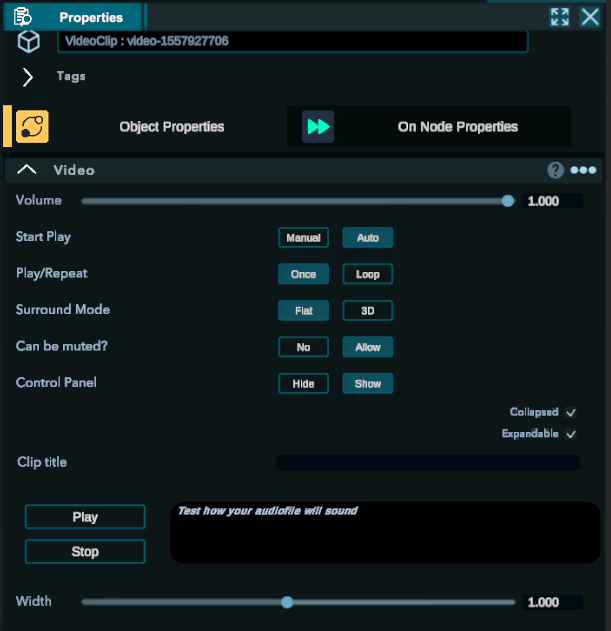 Properties
VideoClip : video-1557927706
Tags
Object Properties
On Node Properties
Video
Volume 1.000
Start Play Manual Auto
Play/Repeat Once Loop
Surround Mode Flat 3D
Can be muted? No Allow
Control Panel Hide Show
Collapsed
Expandable
Clip title
Play
Test how your audiofile will sound
Stop
Width 1.000